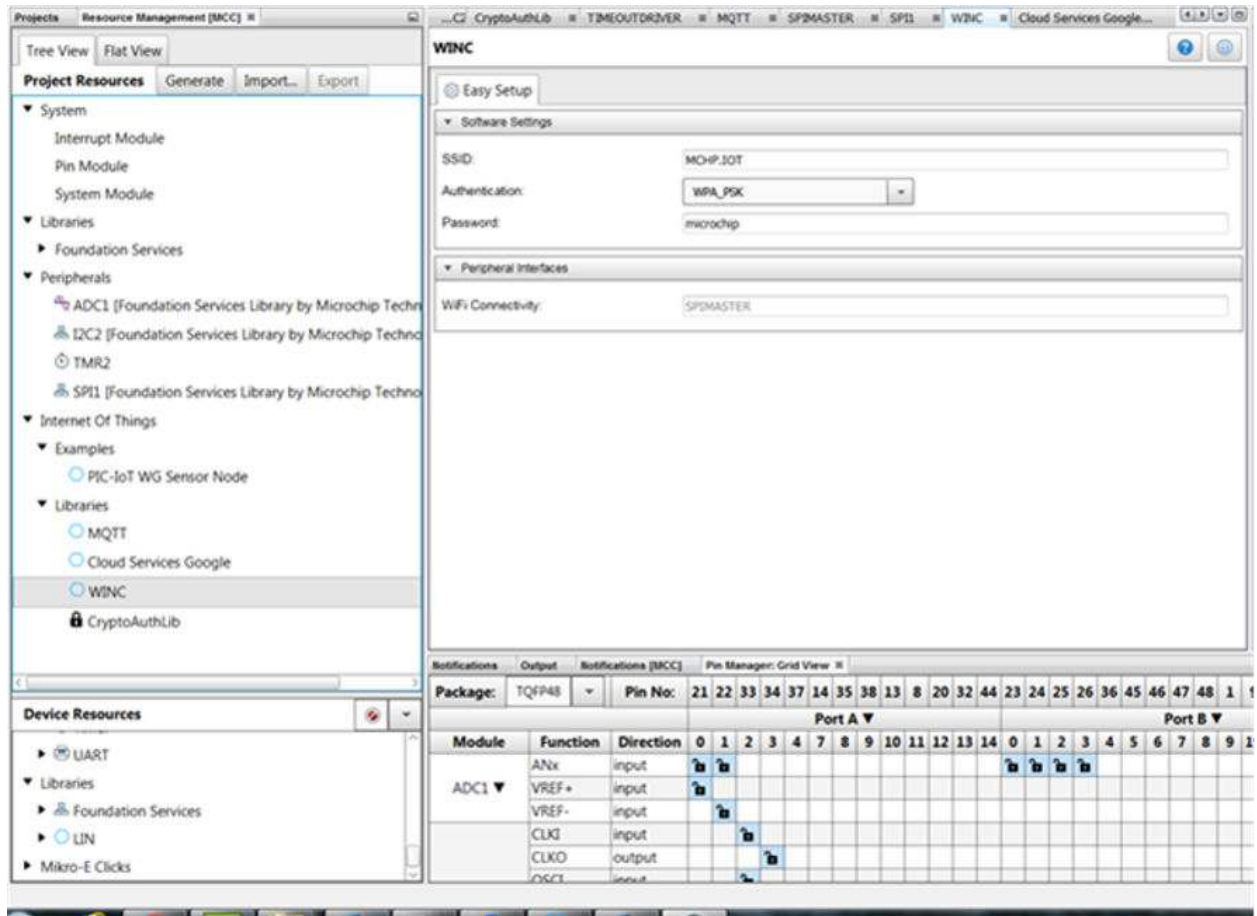 Projects Resource Management [MCC]
Tree View Flat View
Project Resources Generate Import... Export
System
Interrupt Module
Pin Module
System Module
Libraries
Foundation Services
Peripherals
ADC1 [Foundation Services Library by Microchip Techn
I2C2 [Foundation Services Library by Microchip Techno
TMR2
SPI1 [Foundation Services Library by Microchip Techno
Internet Of Things
Examples
PIC-IoT WG Sensor Node
Libraries
MQTT
Cloud Services Google
WINC
CryptoAuthLib
Device Resources
UART
Libraries
Foundation Services
LIN
Mikro-E Clicks
...C2 CryptoAuthLib TIMEOUTDRIVER MQTT SPIMASTER SPI1 WINC Cloud Services Google...
WINC
Easy Setup
Software Settings
SSID: MCHP.IOT
Authentication: WPA_PSK
Password: microchip
Peripheral Interfaces
WiFi Connectivity: SPIMASTER
Notifications Output Notifications [MCC] Pin Manager: Grid View
Package: TQFP48 Pin No: 21 22 33 34 37 14 35 38 13 8 20 32 44 23 24 25 26 36 45 46 47 48 1
Port A Port B
Module Function Direction 0 1 2 3 4 7 8 9 10 11 12 13 14 0 1 2 3 4 5 6 7 8 9
ANx input
ADC1 VREF+ input
VREF- input
CLKI input
CLKO output
OSCI input